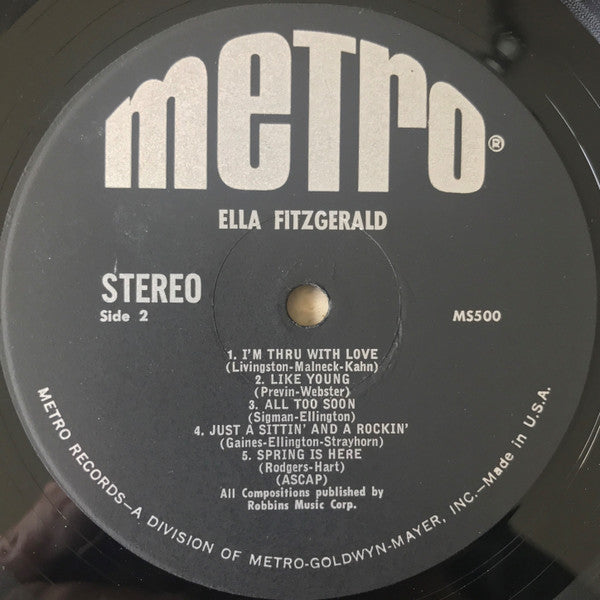 metro®
ELLA FITZGERALD
STEREO
Side 2
MS500
1. I'M THRU WITH LOVE
(Livingston-Malneck-Kahn)
2. LIKE YOUNG
(Previn-Webster)
3. ALL TOO SOON
(Sigman-Ellington)
4. JUST A SITTIN' AND A ROCKIN'
(Gaines-Ellington-Strayhorn)
5. SPRING IS HERE
(Rodgers-Hart)
(ASCAP)
All Compositions published by
Robbins Music Corp.
METRO RECORDS—A DIVISION OF METRO-GOLDWYN-MAYER, INC.—Made in U.S.A.